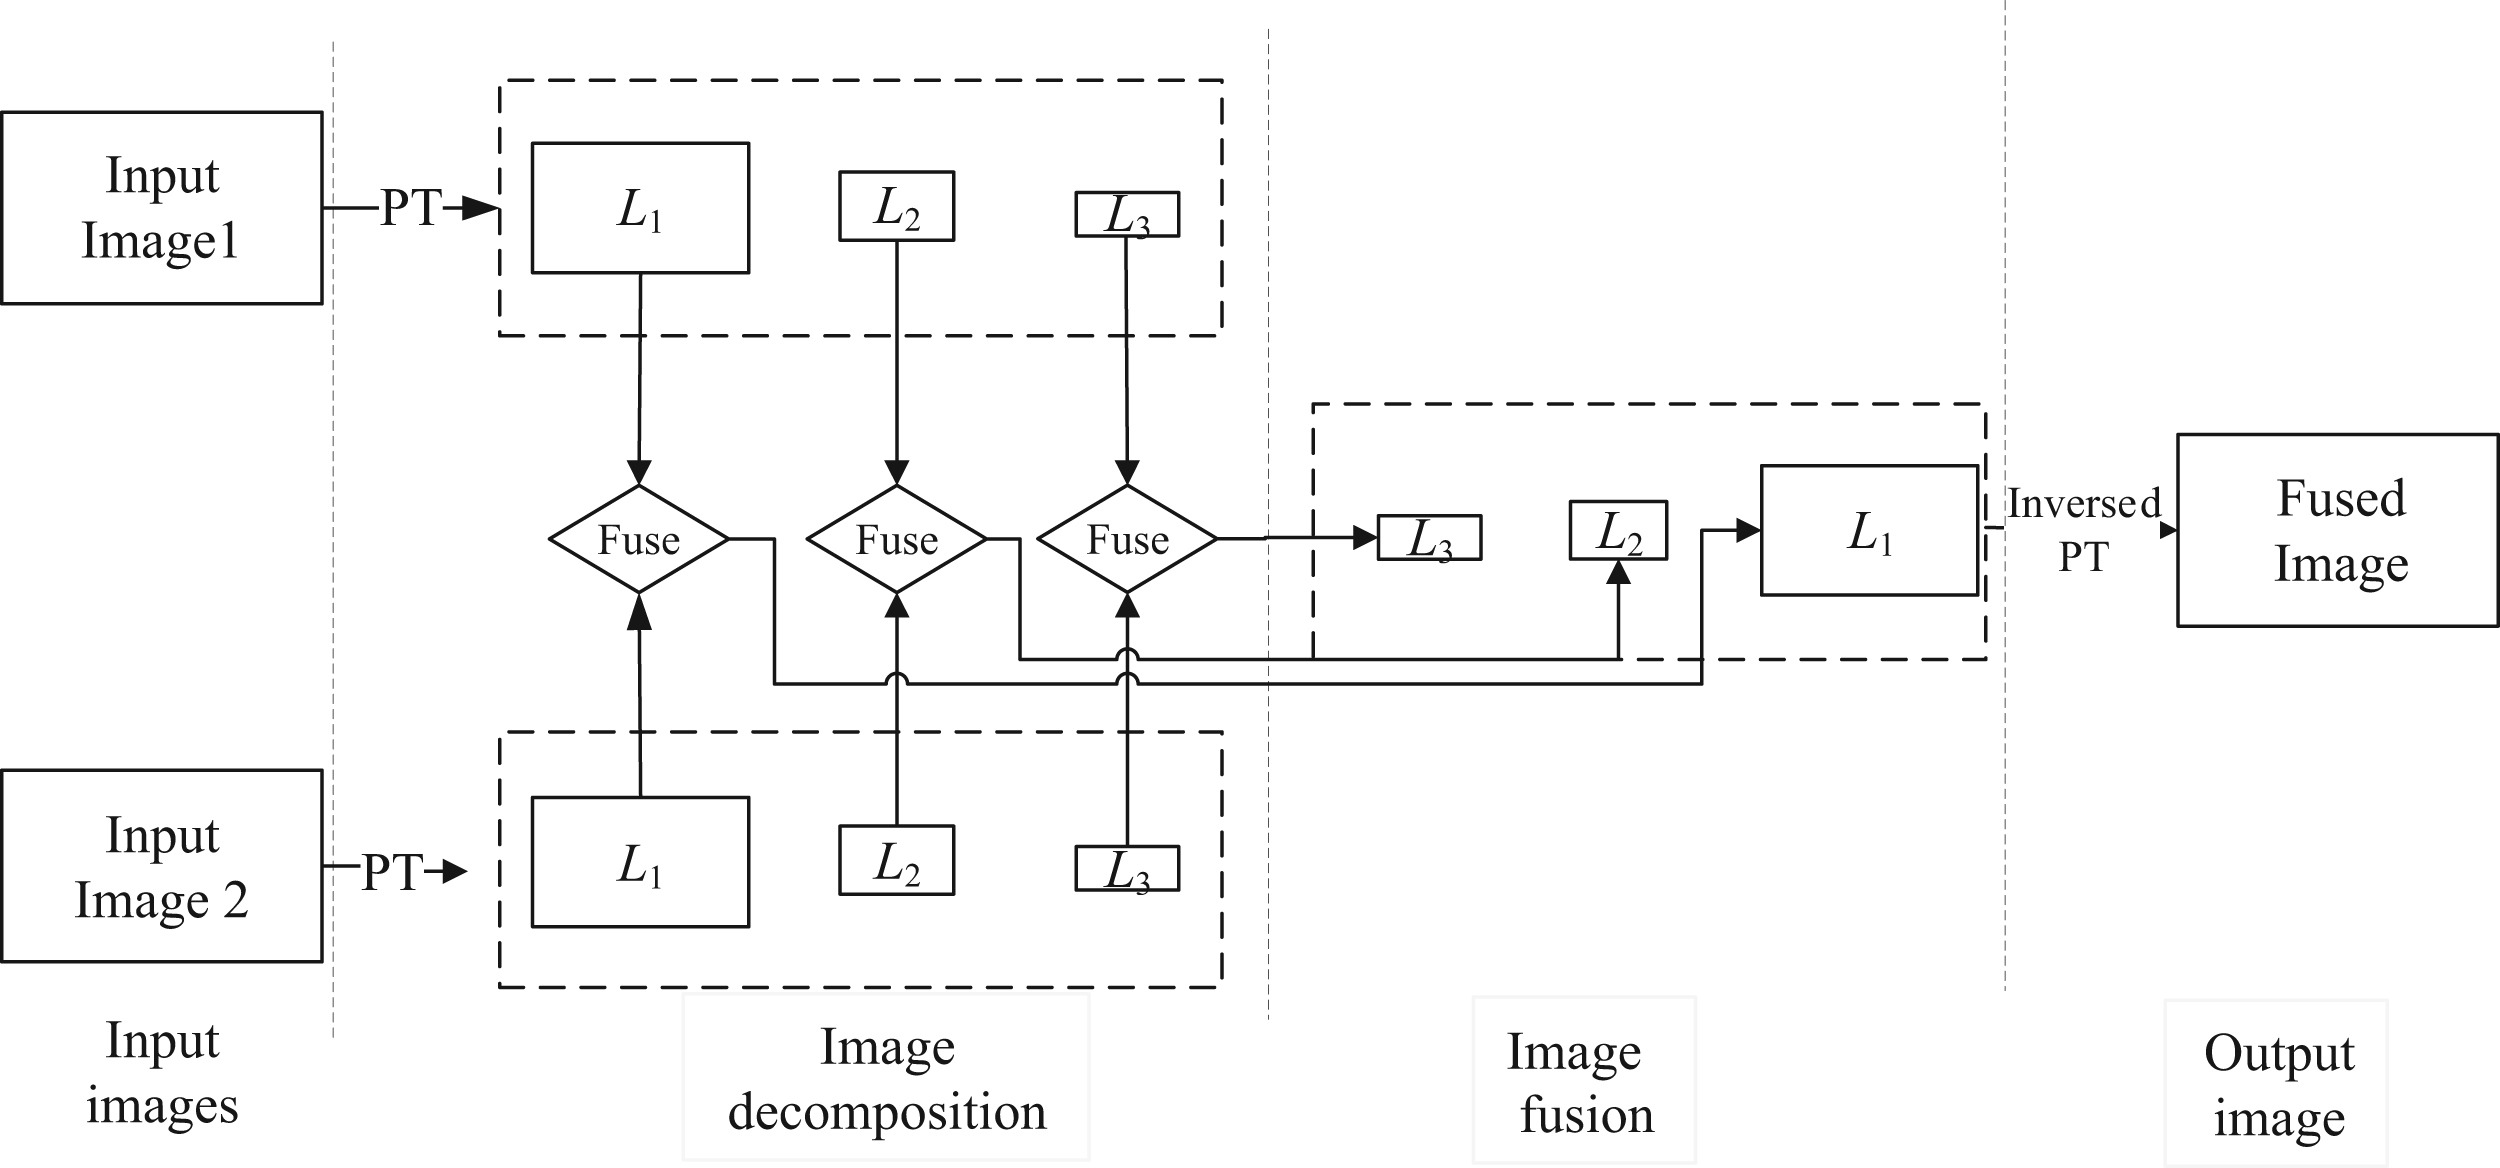 Input
Image1
PT
L1
L2
L3
Fuse
Fuse
Fuse
L3
L2
L1
Invered
PT
Fused
Image
Input
Image 2
PT
L1
L2
L3
Input
images
Image
decomposition
Image
fusion
Output
image